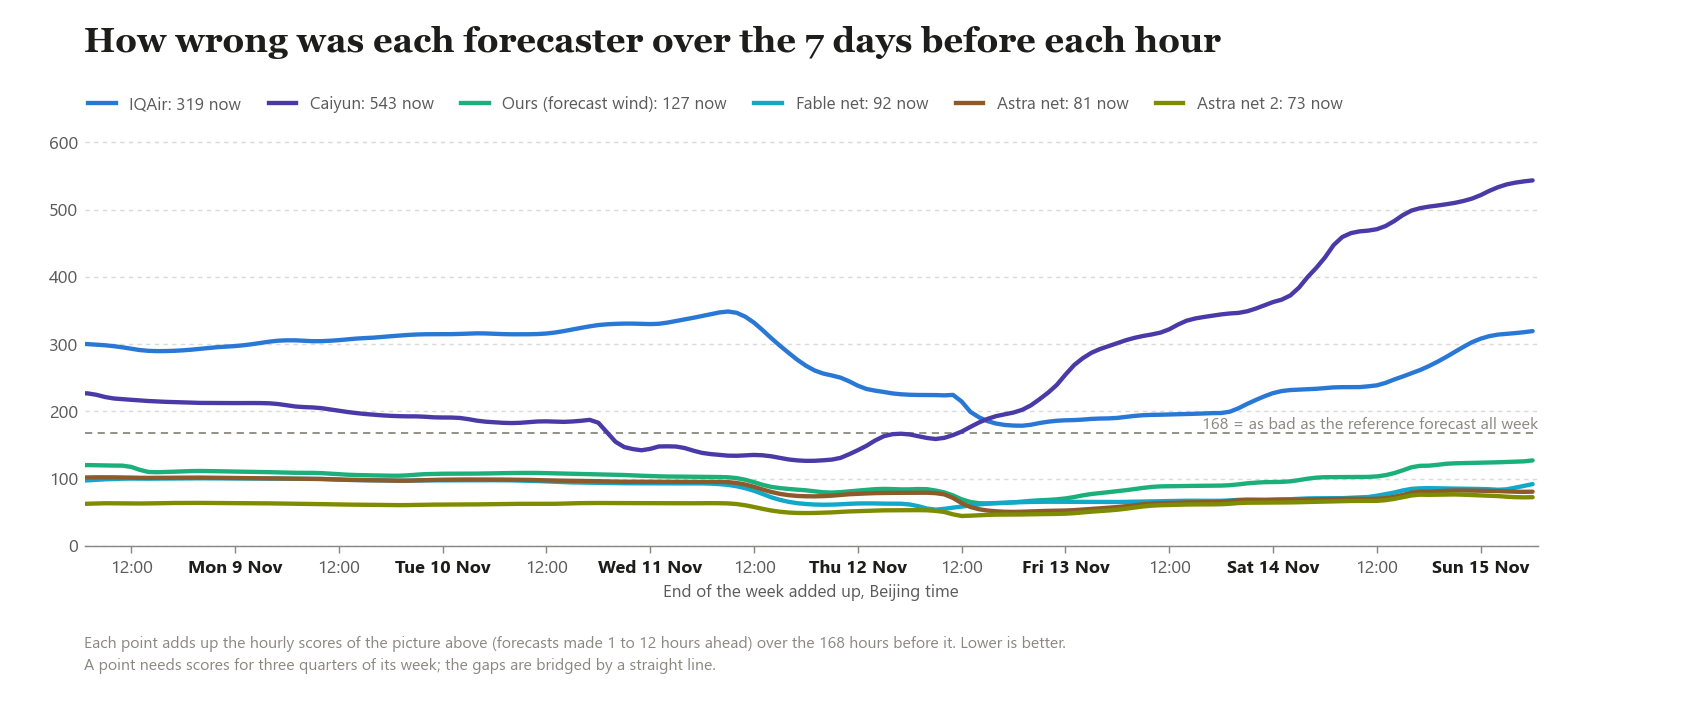 How wrong was each forecaster over the 7 days before each hour
IQAir: 319 now Caiyun: 543 now Ours (forecast wind): 127 now Fable net: 92 now Astra net: 81 now Astra net 2: 73 now
600
500
400
300
200
168 = as bad as the reference forecast all week
100
0
12:00 Mon 9 Nov 12:00 Tue 10 Nov 12:00 Wed 11 Nov 12:00 Thu 12 Nov 12:00 Fri 13 Nov 12:00 Sat 14 Nov 12:00 Sun 15 Nov
End of the week added up, Beijing time
Each point adds up the hourly scores of the picture above (forecasts made 1 to 12 hours ahead) over the 168 hours before it. Lower is better.
A point needs scores for three quarters of its week; the gaps are bridged by a straight line.